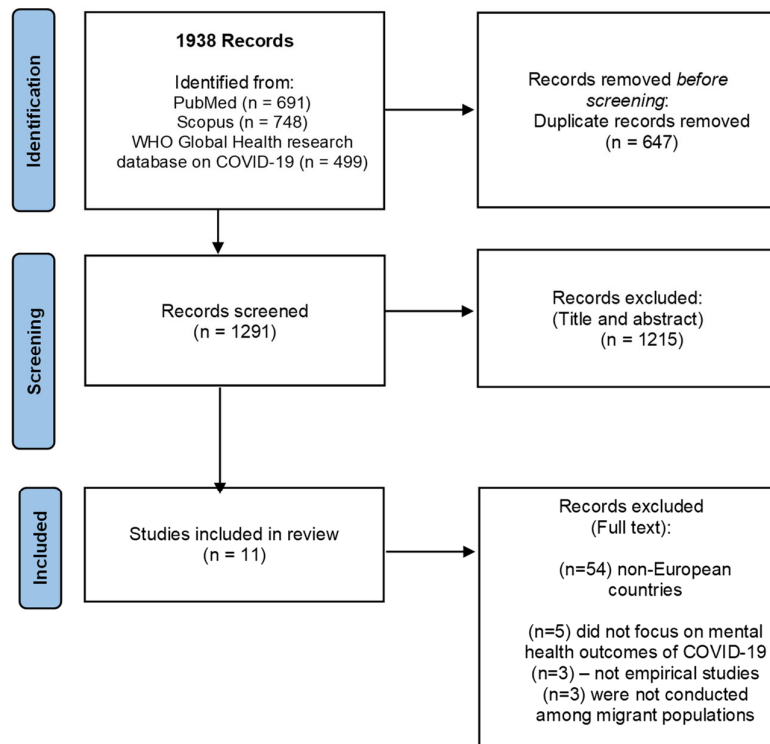 Identification
1938 Records
Identified from:
PubMed (n = 691)
Scopus (n = 748)
WHO Global Health research
database on COVID-19 (n = 499)
Records removed before
screening:
Duplicate records removed
(n = 647)
Screening
Records screened
(n = 1291)
Records excluded:
(Title and abstract)
(n = 1215)
Included
Studies included in review
(n = 11)
Records excluded
(Full text):
(n=54) non-European
countries
(n=5) did not focus on mental
health outcomes of COVID-19
(n=3) – not empirical studies
(n=3) were not conducted
among migrant populations